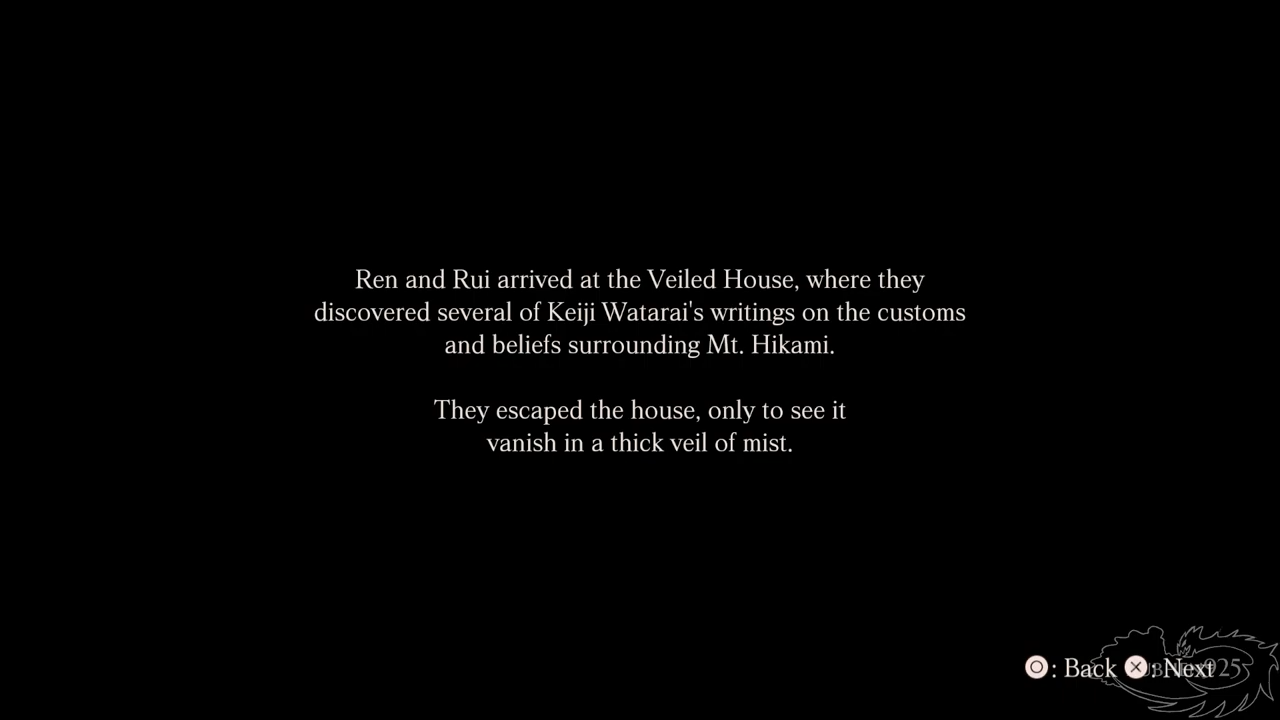 Ren and Rui arrived at the Veiled House, where they
discovered several of Keiji Watarai's writings on the customs
and beliefs surrounding Mt. Hikami.
They escaped the house, only to see it
vanish in a thick veil of mist.
: Back : Next